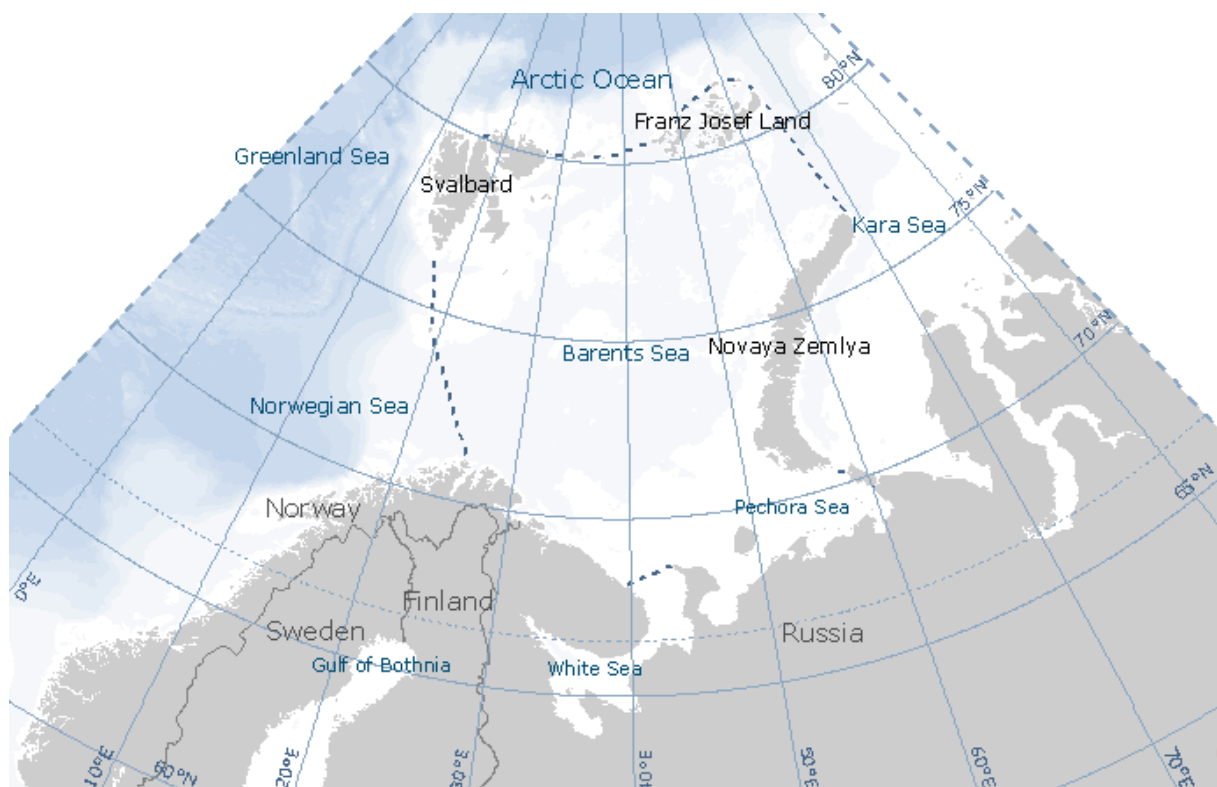 Arctic Ocean
80°N
Franz Josef Land
Greenland Sea
Svalbard
75°N
Kara Sea
70°N
Barents Sea
Novaya Zemlya
Norwegian Sea
65°N
Norway
Pechora Sea
0°E
Finland
Sweden
Russia
Gulf of Bothnia
White Sea
10°E
60°N
20°E
30°E
40°E
50°E
60°E
70°E